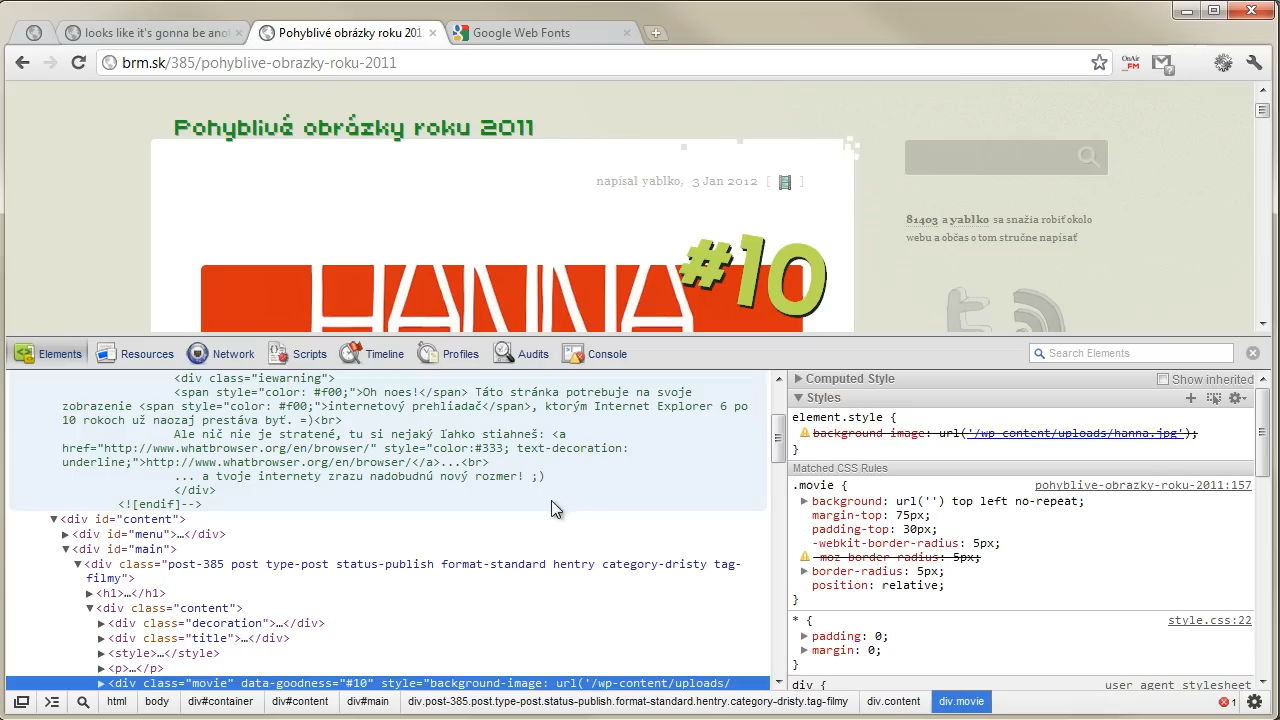 looks like it's gonna be anot
Pohyblivé obrázky roku 201
Google Web Fonts
brm.sk/385/pohyblive-obrazky-roku-2011
OnAir
_FM
Pohyblivé obrázky roku 2011
napísal yablko, 3 Jan 2012 [ ]
81403 a yablko sa snažia robiť okolo
webu a občas o tom stručne napísať
#10
HANNA
Elements
Resources
Network
Scripts
Timeline
Profiles
Audits
Console
Search Elements
<div class="iewarning">
<span style="color: #f00;">Oh noes!</span> Táto stránka potrebuje na svoje
zobrazenie <span style="color: #f00;">internetový prehliadač</span>, ktorým Internet Explorer 6 po
10 rokoch už naozaj prestáva byť. =)<br>
Ale nič nie je stratené, tu si nejaký ľahko stiahneš: <a
href="http://www.whatbrowser.org/en/browser/" style="color:#333; text-decoration:
underline;">http://www.whatbrowser.org/en/browser/</a>...<br>
... a tvoje internety zrazu nadobudnú nový rozmer! ;)
</div>
<![endif]-->
<div id="content">
<div id="menu">…</div>
<div id="main">
<div class="post-385 post type-post status-publish format-standard hentry category-dristy tag-
filmy">
<h1>…</h1>
<div class="content">
<div class="decoration">…</div>
<div class="title">…</div>
<style>…</style>
<p>…</p>
<div class="movie" data-goodness="#10" style="background-image: url('/wp-content/uploads/
Computed Style
Show inherited
Styles
element.style {
background-image: url('/wp-content/uploads/hanna.jpg');
}
Matched CSS Rules
.movie {
pohyblive-obrazky-roku-2011:157
background: url('') top left no-repeat;
margin-top: 75px;
padding-top: 30px;
-webkit-border-radius: 5px;
-moz-border-radius: 5px;
border-radius: 5px;
position: relative;
}
* {
style.css:22
padding: 0;
margin: 0;
}
div {
user agent stylesheet
html
body
div#container
div#content
div#main
div.post-385.post.type-post.status-publish.format-standard.hentry.category-dristy.tag-filmy
div.content
div.movie
1